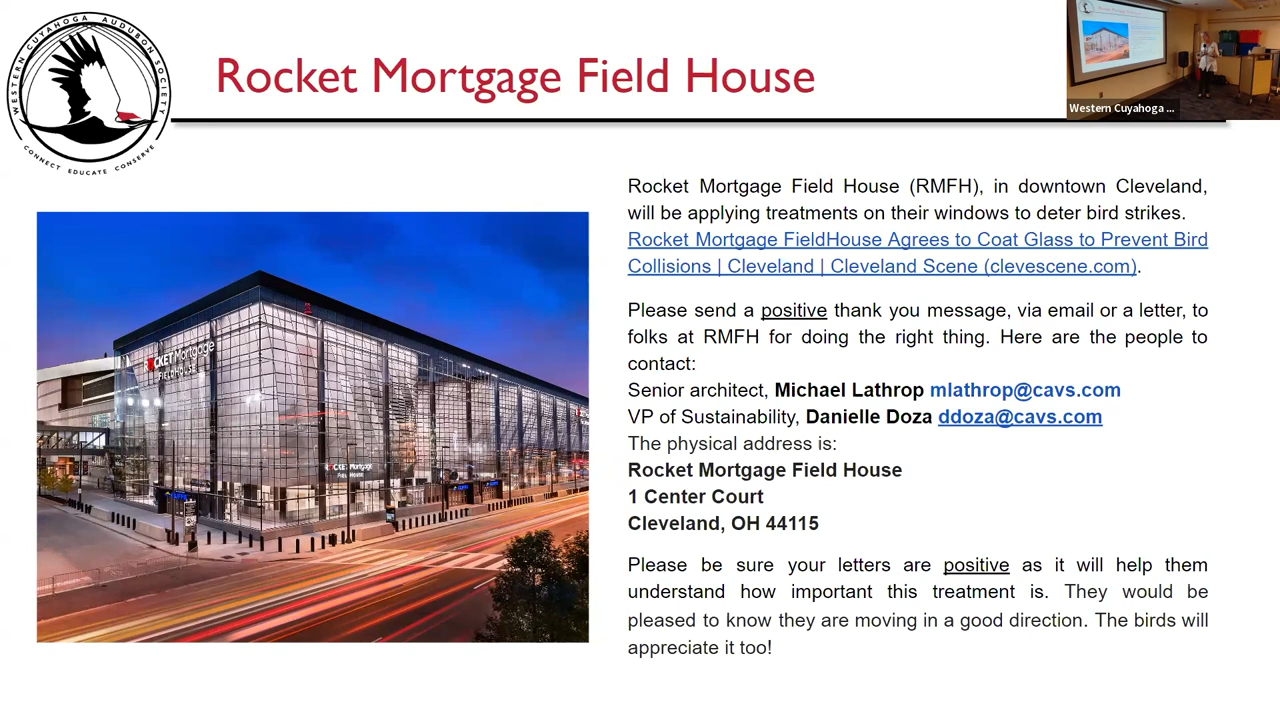 WESTERN CUYAHOGA AUDUBON SOCIETY
CONNECT EDUCATE CONSERVE
Rocket Mortgage Field House
Western Cuyahoga ...
ROCKET Mortgage
FIELDHOUSE
ROCKET Mortgage
FIELDHOUSE
Rocket Mortgage Field House (RMFH), in downtown Cleveland,
will be applying treatments on their windows to deter bird strikes.
Rocket Mortgage FieldHouse Agrees to Coat Glass to Prevent Bird
Collisions | Cleveland | Cleveland Scene (clevescene.com).
Please send a positive thank you message, via email or a letter, to
folks at RMFH for doing the right thing. Here are the people to
contact:
Senior architect, Michael Lathrop mlathrop@cavs.com
VP of Sustainability, Danielle Doza ddoza@cavs.com
The physical address is:
Rocket Mortgage Field House
1 Center Court
Cleveland, OH 44115
Please be sure your letters are positive as it will help them
understand how important this treatment is. They would be
pleased to know they are moving in a good direction. The birds will
appreciate it too!